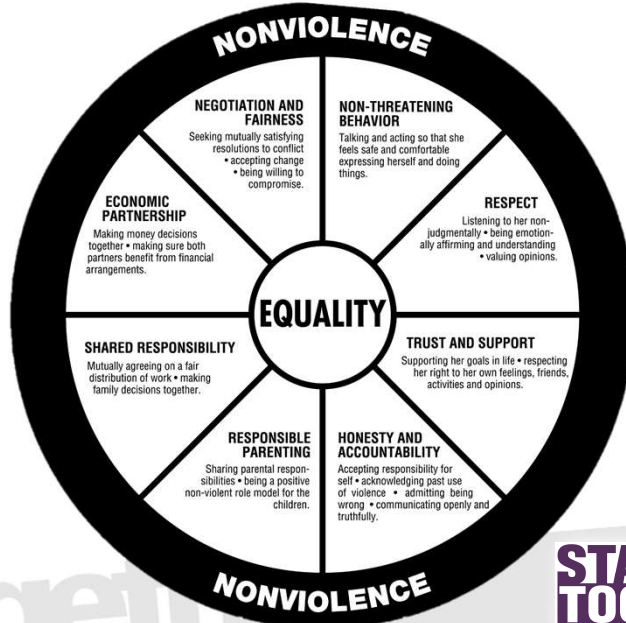 NONVIOLENCE
NEGOTIATION AND
FAIRNESS
Seeking mutually satisfying
resolutions to conflict
• accepting change
• being willing to
compromise.
NON-THREATENING
BEHAVIOR
Talking and acting so that she
feels safe and comfortable
expressing herself and doing
things.
ECONOMIC
PARTNERSHIP
Making money decisions
together • making sure both
partners benefit from financial
arrangements.
RESPECT
Listening to her non-
judgmentally • being emotion-
ally affirming and understanding
• valuing opinions.
EQUALITY
SHARED RESPONSIBILITY
Mutually agreeing on a fair
distribution of work • making
family decisions together.
TRUST AND SUPPORT
Supporting her goals in life • respecting
her right to her own feelings, friends,
activities and opinions.
RESPONSIBLE
PARENTING
Sharing parental respon-
sibilities • being a positive
non-violent role model for the
children.
HONESTY AND
ACCOUNTABILITY
Accepting responsibility for
self • acknowledging past use
of violence • admitting being
wrong • communicating openly and
truthfully.
NONVIOLENCE